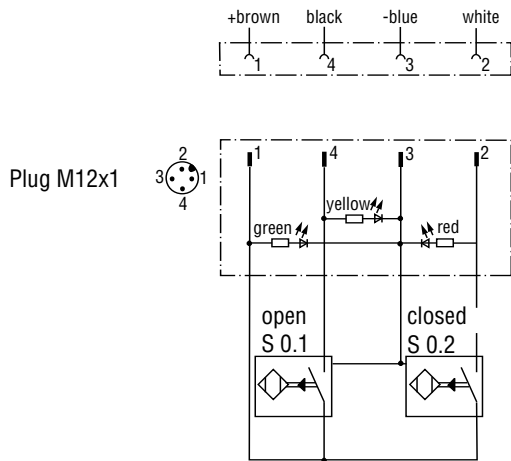 +brown black -blue white
1 4 3 2
Plug M12x1
2
3 1
4
1 4 3 2
yellow
green red
open closed
S 0.1 S 0.2